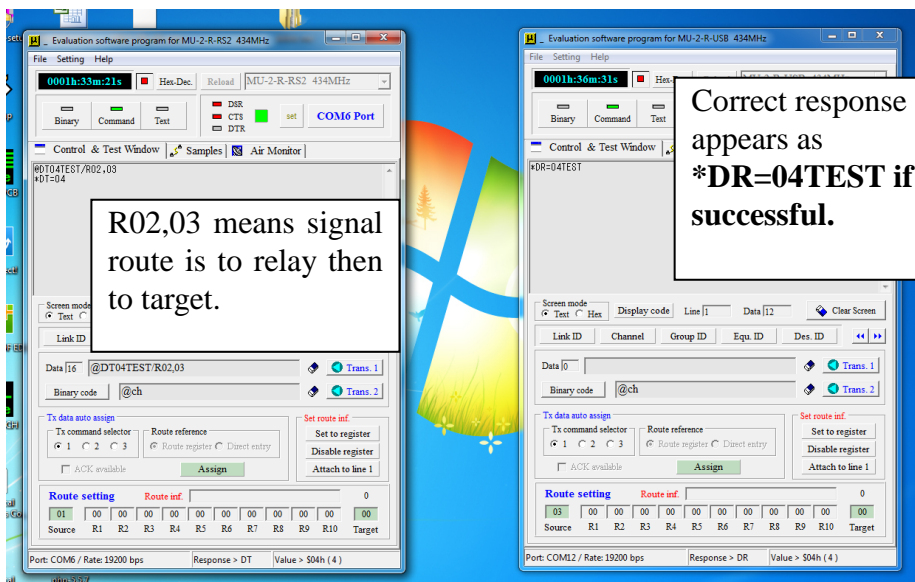 _ Evaluation software program for MU-2-R-RS2 434MHz
File Setting Help
0001h:33m:21s Hex-Dec. Reload MU-2-R-RS2 434MHz
Binary Command Text
DSR
CTS
DTR
set COM6 Port
Control & Test Window Samples Air Monitor
@DT04TEST/R02,03
*DT=04
R02,03 means signal
route is to relay then
to target.
Screen mode
Text
Link ID
Data 16 @DT04TEST/R02,03 Trans. 1
Binary code @ch Trans. 2
Tx data auto assign
Tx command selector
1 2 3
Route reference
Route register Direct entry
ACK available Assign
Set route inf.
Set to register
Disable register
Attach to line 1
Route setting Route inf. 0
01 00 00 00 00 00 00 00 00 00 00 00
Source R1 R2 R3 R4 R5 R6 R7 R8 R9 R10 Target
Port: COM6 / Rate: 19200 bps Response > DT Value > $04h ( 4 )
_ Evaluation software program for MU-2-R-USB 434MHz
File Setting Help
0001h:36m:31s
Binary Command Text
Control & Test Window
*DR=04TEST
Correct response
appears as
*DR=04TEST if
successful.
Screen mode
Text Hex Display code Line 1 Data 12 Clear Screen
Link ID Channel Group ID Equ. ID Des. ID
Data 0 Trans. 1
Binary code @ch Trans. 2
Tx data auto assign
Tx command selector
1 2 3
Route reference
Route register Direct entry
ACK available Assign
Set route inf.
Set to register
Disable register
Attach to line 1
Route setting Route inf. 0
03 00 00 00 00 00 00 00 00 00 00 00
Source R1 R2 R3 R4 R5 R6 R7 R8 R9 R10 Target
Port: COM12 / Rate: 19200 bps Response > DR Value > $04h ( 4 )